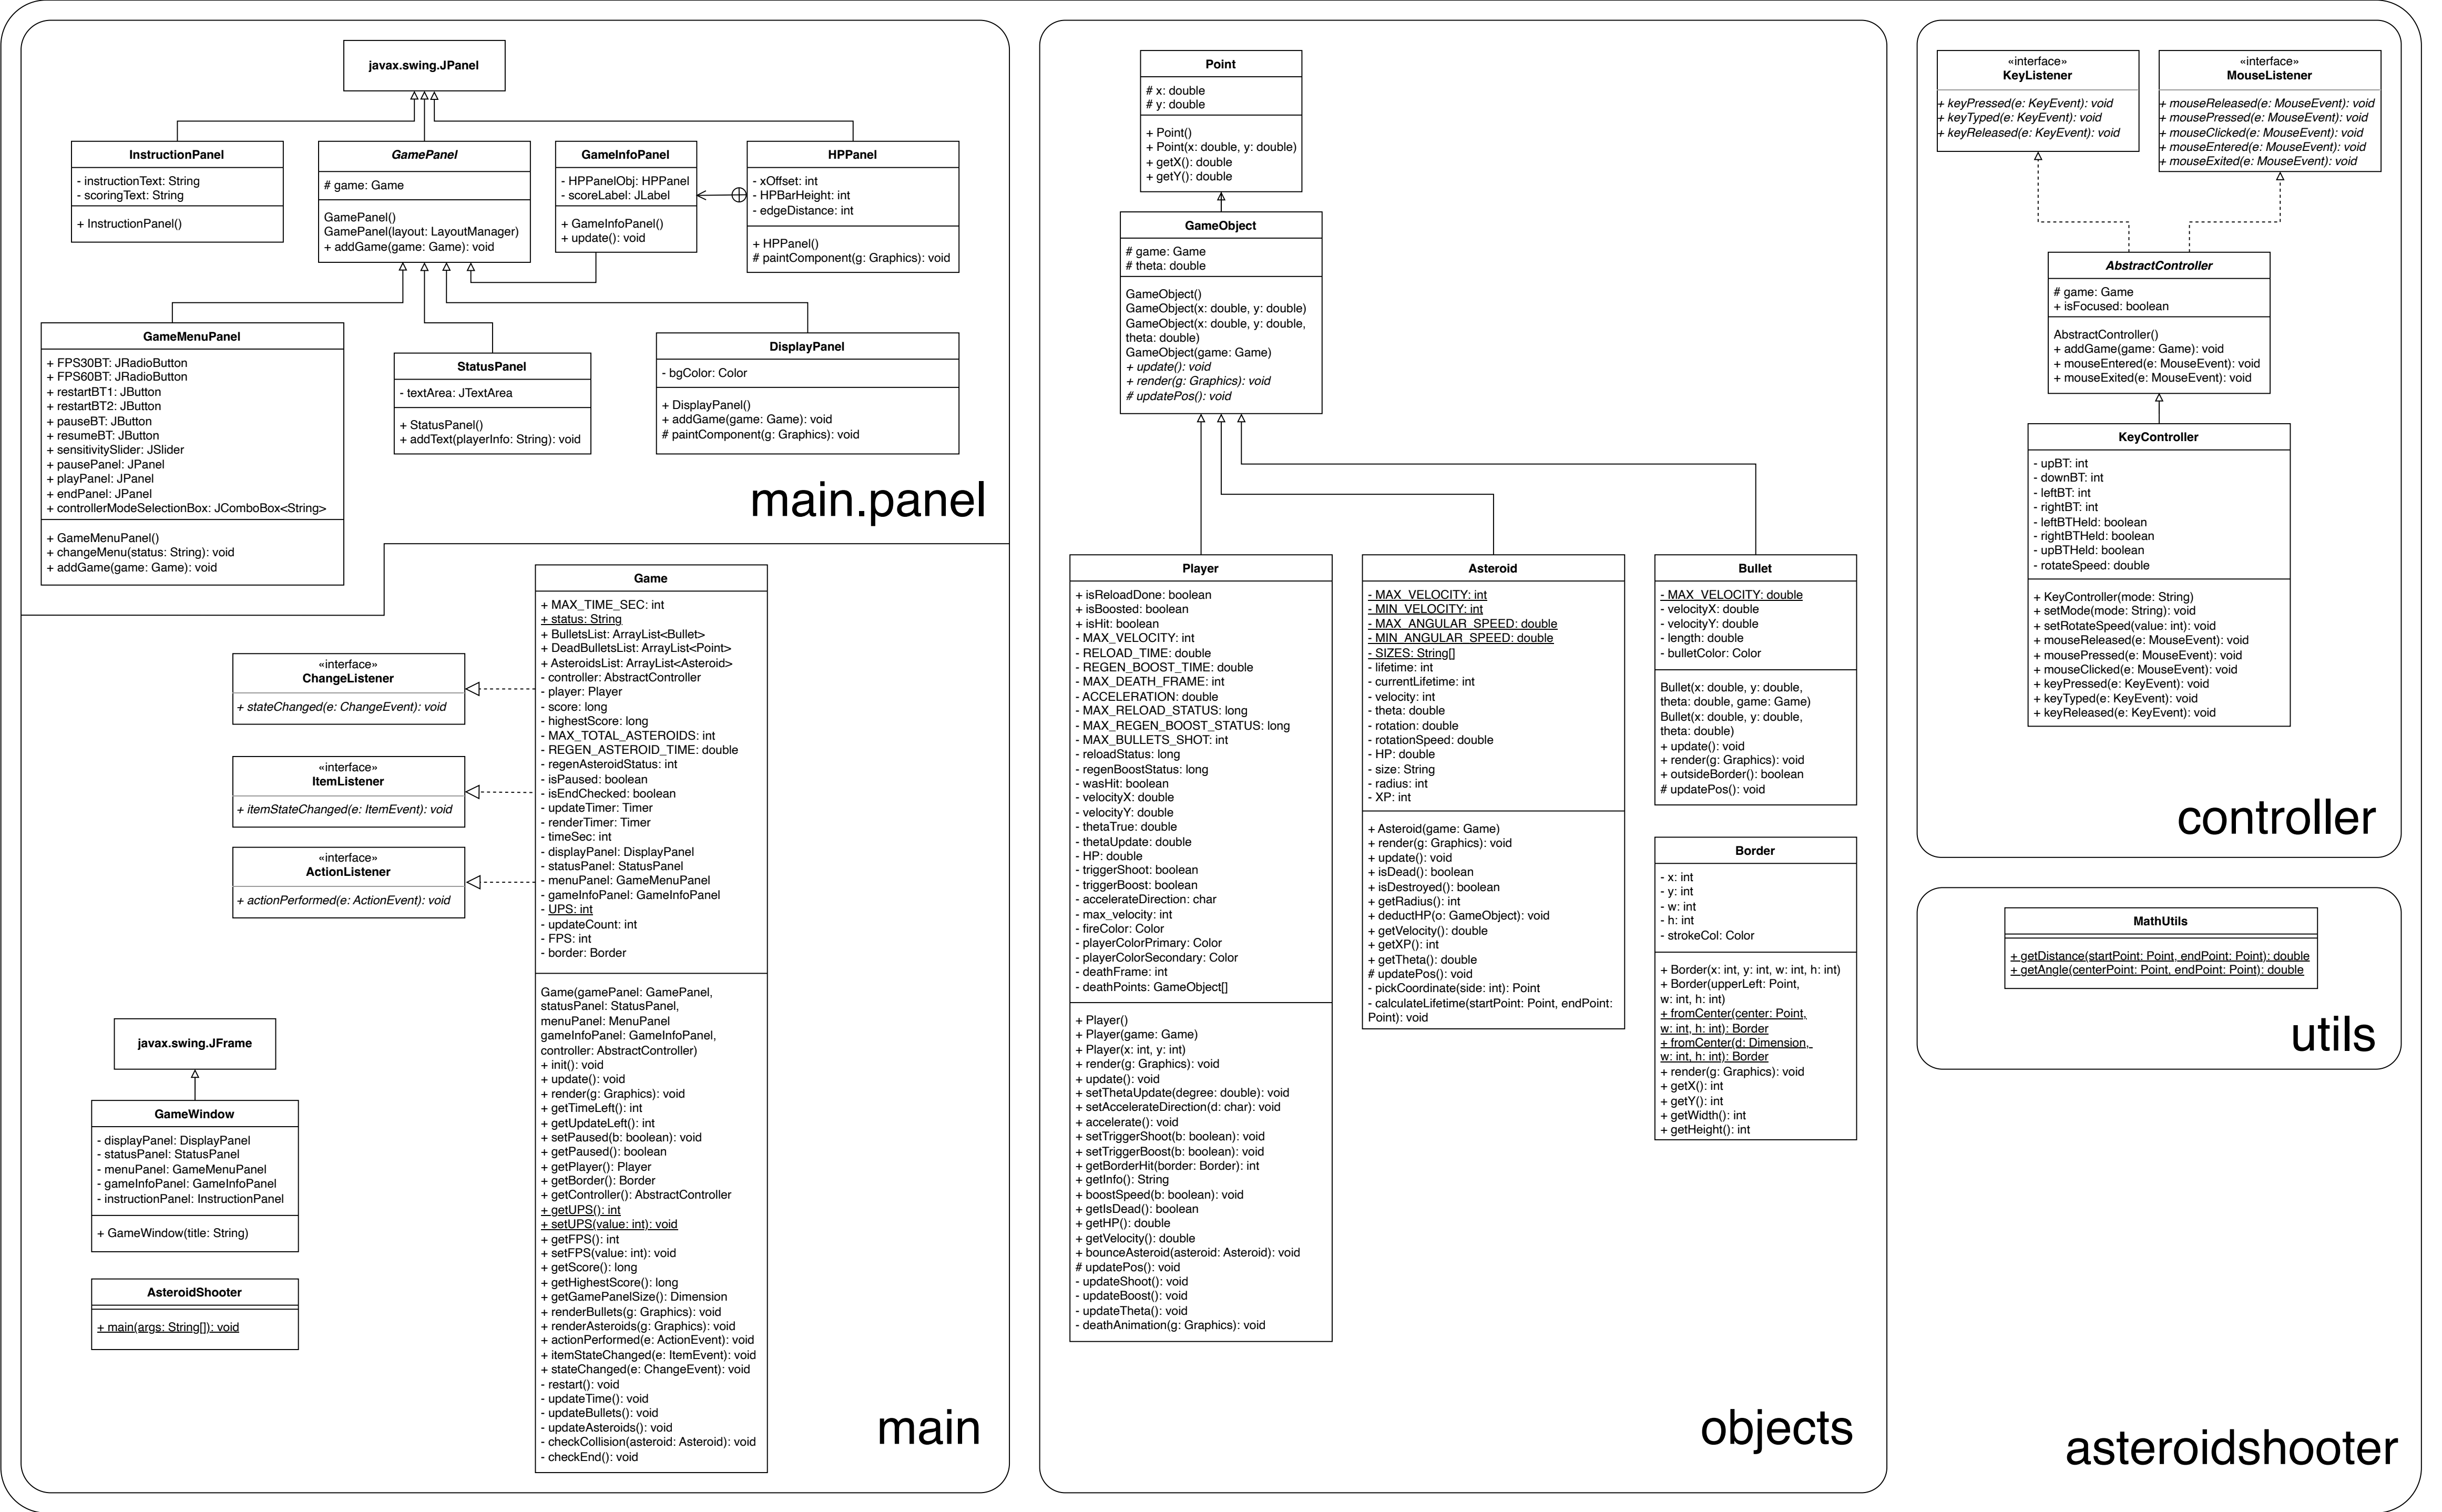 javax.swing.JPanel
InstructionPanel
- instructionText: String
- scoringText: String
+ InstructionPanel()
GamePanel
# game: Game
GamePanel()
GamePanel(layout: LayoutManager)
+ addGame(game: Game): void
GameInfoPanel
- HPPanelObj: HPPanel
- scoreLabel: JLabel
+ GameInfoPanel()
+ update(): void
HPPanel
- xOffset: int
- HPBarHeight: int
- edgeDistance: int
+ HPPanel()
# paintComponent(g: Graphics): void
GameMenuPanel
+ FPS30BT: JRadioButton
+ FPS60BT: JRadioButton
+ restartBT1: JButton
+ restartBT2: JButton
+ pauseBT: JButton
+ resumeBT: JButton
+ sensitivitySlider: JSlider
+ pausePanel: JPanel
+ playPanel: JPanel
+ endPanel: JPanel
+ controllerModeSelectionBox: JComboBox<String>
+ GameMenuPanel()
+ changeMenu(status: String): void
+ addGame(game: Game): void
StatusPanel
- textArea: JTextArea
+ StatusPanel()
+ addText(playerInfo: String): void
DisplayPanel
- bgColor: Color
+ DisplayPanel()
+ addGame(game: Game): void
# paintComponent(g: Graphics): void
main.panel
«interface»
ChangeListener
+ stateChanged(e: ChangeEvent): void
«interface»
ItemListener
+ itemStateChanged(e: ItemEvent): void
«interface»
ActionListener
+ actionPerformed(e: ActionEvent): void
javax.swing.JFrame
GameWindow
- displayPanel: DisplayPanel
- statusPanel: StatusPanel
- menuPanel: GameMenuPanel
- gameInfoPanel: GameInfoPanel
- instructionPanel: InstructionPanel
+ GameWindow(title: String)
AsteroidShooter
+ main(args: String[]): void
Game
+ MAX_TIME_SEC: int
+ status: String
+ BulletsList: ArrayList<Bullet>
+ DeadBulletsList: ArrayList<Point>
+ AsteroidsList: ArrayList<Asteroid>
- controller: AbstractController
- player: Player
- score: long
- highestScore: long
- MAX_TOTAL_ASTEROIDS: int
- REGEN_ASTEROID_TIME: double
- regenAsteroidStatus: int
- isPaused: boolean
- isEndChecked: boolean
- updateTimer: Timer
- renderTimer: Timer
- timeSec: int
- displayPanel: DisplayPanel
- statusPanel: StatusPanel
- menuPanel: GameMenuPanel
- gameInfoPanel: GameInfoPanel
- UPS: int
- updateCount: int
- FPS: int
- border: Border
Game(gamePanel: GamePanel,
statusPanel: StatusPanel,
menuPanel: MenuPanel
gameInfoPanel: GameInfoPanel,
controller: AbstractController)
+ init(): void
+ update(): void
+ render(g: Graphics): void
+ getTimeLeft(): int
+ getUpdateLeft(): int
+ setPaused(b: boolean): void
+ getPaused(): boolean
+ getPlayer(): Player
+ getBorder(): Border
+ getController(): AbstractController
+ getUPS(): int
+ setUPS(value: int): void
+ getFPS(): int
+ setFPS(value: int): void
+ getScore(): long
+ getHighestScore(): long
+ getGamePanelSize(): Dimension
+ renderBullets(g: Graphics): void
+ renderAsteroids(g: Graphics): void
+ actionPerformed(e: ActionEvent): void
+ itemStateChanged(e: ItemEvent): void
+ stateChanged(e: ChangeEvent): void
- restart(): void
- updateTime(): void
- updateBullets(): void
- updateAsteroids(): void
- checkCollision(asteroid: Asteroid): void
- checkEnd(): void
main
Point
# x: double
# y: double
+ Point()
+ Point(x: double, y: double)
+ getX(): double
+ getY(): double
GameObject
# game: Game
# theta: double
GameObject()
GameObject(x: double, y: double)
GameObject(x: double, y: double,
theta: double)
GameObject(game: Game)
+ update(): void
+ render(g: Graphics): void
# updatePos(): void
Player
+ isReloadDone: boolean
+ isBoosted: boolean
+ isHit: boolean
- MAX_VELOCITY: int
- RELOAD_TIME: double
- REGEN_BOOST_TIME: double
- MAX_DEATH_FRAME: int
- ACCELERATION: double
- MAX_RELOAD_STATUS: long
- MAX_REGEN_BOOST_STATUS: long
- MAX_BULLETS_SHOT: int
- reloadStatus: long
- regenBoostStatus: long
- wasHit: boolean
- velocityX: double
- velocityY: double
- thetaTrue: double
- thetaUpdate: double
- HP: double
- triggerShoot: boolean
- triggerBoost: boolean
- accelerateDirection: char
- max_velocity: int
- fireColor: Color
- playerColorPrimary: Color
- playerColorSecondary: Color
- deathFrame: int
- deathPoints: GameObject[]
+ Player()
+ Player(game: Game)
+ Player(x: int, y: int)
+ render(g: Graphics): void
+ update(): void
+ setThetaUpdate(degree: double): void
+ setAccelerateDirection(d: char): void
+ accelerate(): void
+ setTriggerShoot(b: boolean): void
+ setTriggerBoost(b: boolean): void
+ getBorderHit(border: Border): int
+ getInfo(): String
+ boostSpeed(b: boolean): void
+ getIsDead(): boolean
+ getHP(): double
+ getVelocity(): double
+ bounceAsteroid(asteroid: Asteroid): void
# updatePos(): void
- updateShoot(): void
- updateBoost(): void
- updateTheta(): void
- deathAnimation(g: Graphics): void
Asteroid
- MAX_VELOCITY: int
- MIN_VELOCITY: int
- MAX_ANGULAR_SPEED: double
- MIN_ANGULAR_SPEED: double
- SIZES: String[]
- lifetime: int
- currentLifetime: int
- velocity: int
- theta: double
- rotation: double
- rotationSpeed: double
- HP: double
- size: String
- radius: int
- XP: int
+ Asteroid(game: Game)
+ render(g: Graphics): void
+ update(): void
+ isDead(): boolean
+ isDestroyed(): boolean
+ getRadius(): int
+ deductHP(o: GameObject): void
+ getVelocity(): double
+ getXP(): int
+ getTheta(): double
# updatePos(): void
- pickCoordinate(side: int): Point
- calculateLifetime(startPoint: Point, endPoint:
Point): void
Bullet
- MAX_VELOCITY: double
- velocityX: double
- velocityY: double
- length: double
- bulletColor: Color
Bullet(x: double, y: double,
theta: double, game: Game)
Bullet(x: double, y: double,
theta: double)
+ update(): void
+ render(g: Graphics): void
+ outsideBorder(): boolean
# updatePos(): void
Border
- x: int
- y: int
- w: int
- h: int
- strokeCol: Color
+ Border(x: int, y: int, w: int, h: int)
+ Border(upperLeft: Point,
w: int, h: int)
+ fromCenter(center: Point,
w: int, h: int): Border
+ fromCenter(d: Dimension,
w: int, h: int): Border
+ render(g: Graphics): void
+ getX(): int
+ getY(): int
+ getWidth(): int
+ getHeight(): int
objects
«interface»
KeyListener
+ keyPressed(e: KeyEvent): void
+ keyTyped(e: KeyEvent): void
+ keyReleased(e: KeyEvent): void
«interface»
MouseListener
+ mouseReleased(e: MouseEvent): void
+ mousePressed(e: MouseEvent): void
+ mouseClicked(e: MouseEvent): void
+ mouseEntered(e: MouseEvent): void
+ mouseExited(e: MouseEvent): void
AbstractController
# game: Game
+ isFocused: boolean
AbstractController()
+ addGame(game: Game): void
+ mouseEntered(e: MouseEvent): void
+ mouseExited(e: MouseEvent): void
KeyController
- upBT: int
- downBT: int
- leftBT: int
- rightBT: int
- leftBTHeld: boolean
- rightBTHeld: boolean
- upBTHeld: boolean
- rotateSpeed: double
+ KeyController(mode: String)
+ setMode(mode: String): void
+ setRotateSpeed(value: int): void
+ mouseReleased(e: MouseEvent): void
+ mousePressed(e: MouseEvent): void
+ mouseClicked(e: MouseEvent): void
+ keyPressed(e: KeyEvent): void
+ keyTyped(e: KeyEvent): void
+ keyReleased(e: KeyEvent): void
controller
MathUtils
+ getDistance(startPoint: Point, endPoint: Point): double
+ getAngle(centerPoint: Point, endPoint: Point): double
utils
asteroidshooter